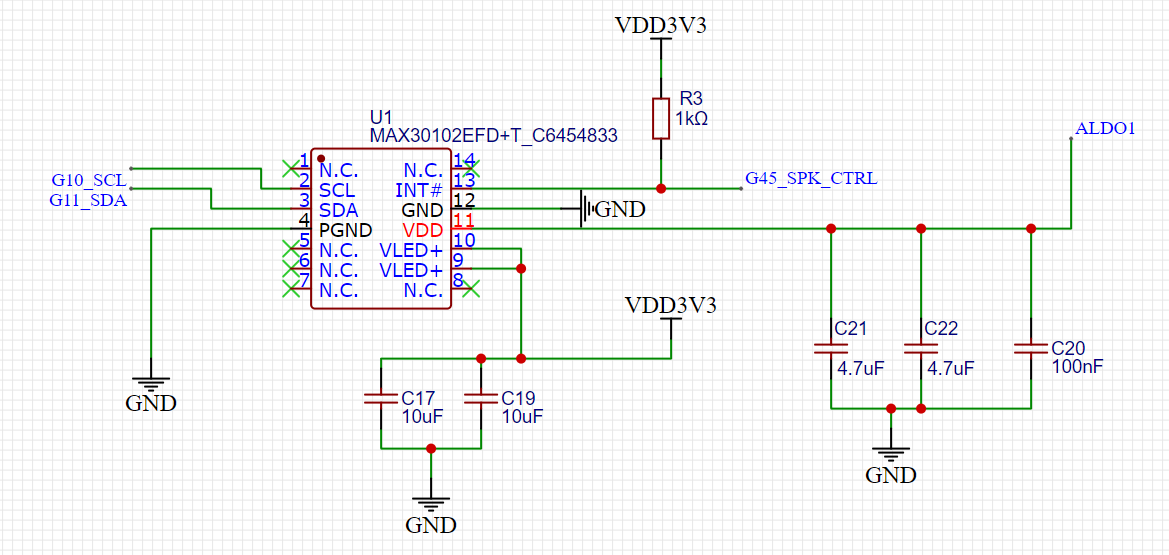 VDD3V3
R3
1kΩ
U1
MAX30102EFD+T_C6454833
ALDO1
G10_SCL
G11_SDA
1 N.C. N.C. 14
2 SCL INT# 13
3 SDA GND 12
4 PGND VDD 11
5 N.C. VLED+ 10
6 N.C. VLED+ 9
7 N.C. N.C. 8
G45_SPK_CTRL
GND
VDD3V3
C21
4.7uF
C22
4.7uF
C20
100nF
GND
C17
10uF
C19
10uF
GND
GND